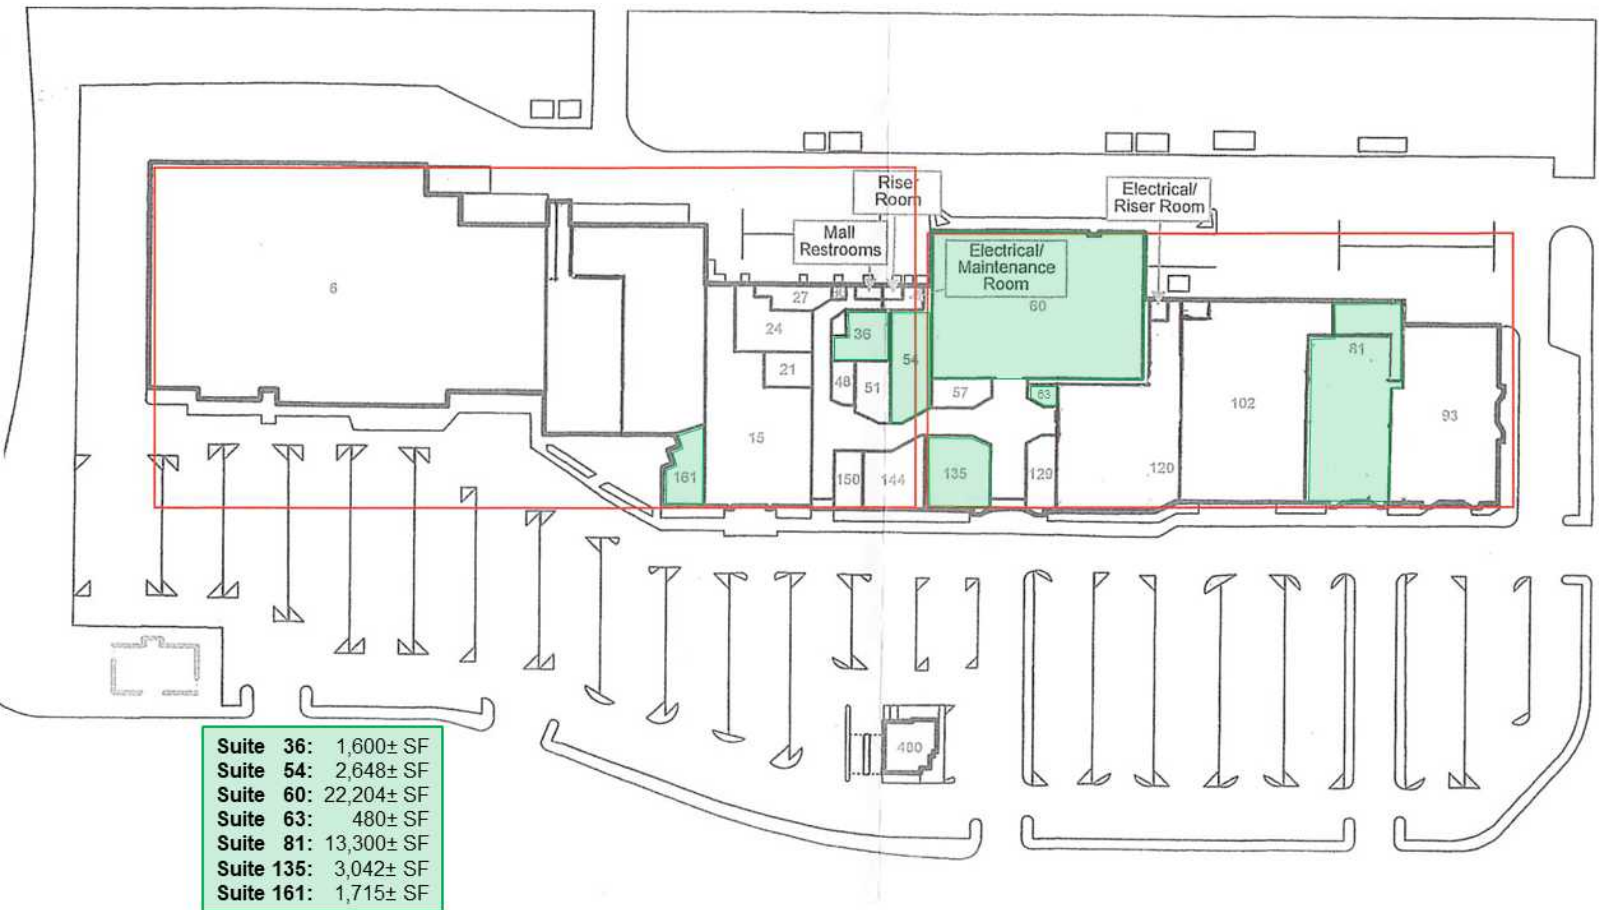 Riser
Room
Electrical/
Riser Room
Mall
Restrooms
Electrical/
Maintenance
Room
6
27
60
24
36
54
81
21
48
51
57
63
102
93
15
161
150
144
135
129
120
400
Suite 36: 1,600± SF
Suite 54: 2,648± SF
Suite 60: 22,204± SF
Suite 63: 480± SF
Suite 81: 13,300± SF
Suite 135: 3,042± SF
Suite 161: 1,715± SF